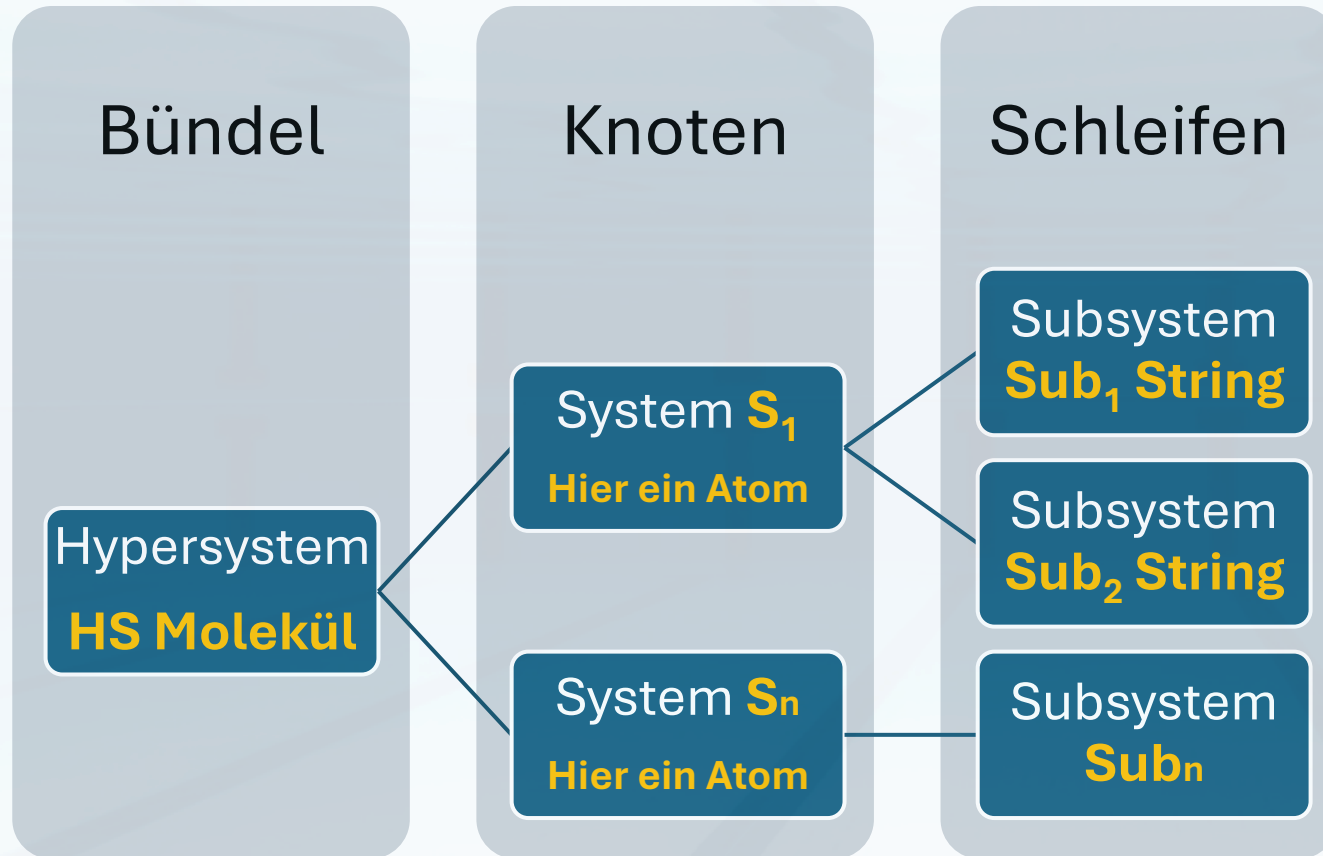 Bündel
Knoten
Schleifen
Hypersystem
HS Molekül
System S₁
Hier ein Atom
System Sn
Hier ein Atom
Subsystem
Sub₁ String
Subsystem
Sub₂ String
Subsystem
Subn